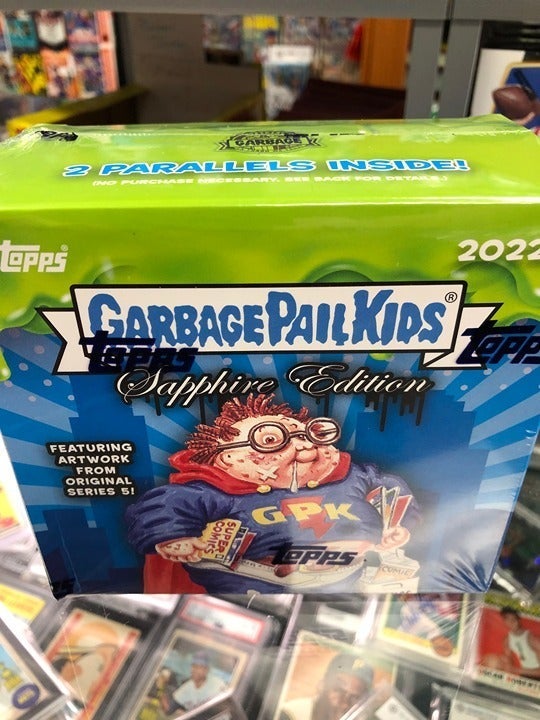 GARBAGE
2 PARALLELS INSIDE!
(NO PURCHASE NECESSARY. SEE BACK FOR DETAILS.)
Topps®
2022
GARBAGE PAIL KIDS®
Topps
Topps
Sapphire Edition
FEATURING
ARTWORK
FROM
ORIGINAL
SERIES 5!
GPK
SUPER
COMICS
Topps
COMIC